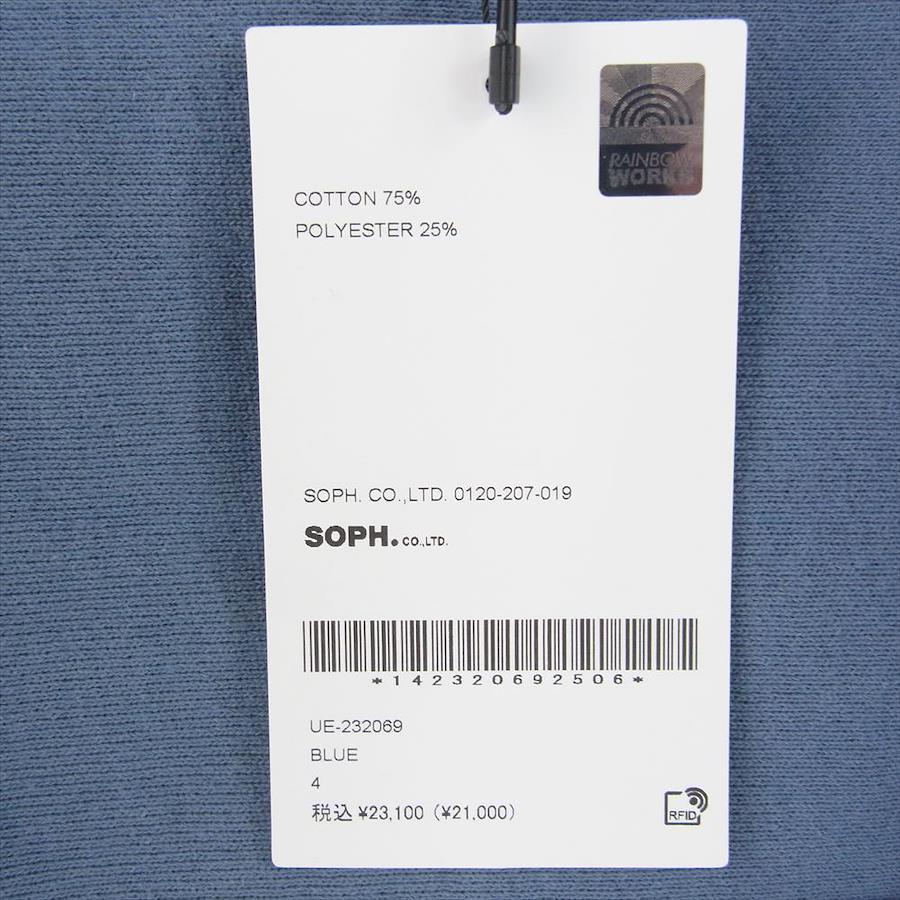 RAINBOW
WORKS
COTTON 75%
POLYESTER 25%
SOPH. CO.,LTD. 0120-207-019
SOPH. CO.,LTD.
*142320692506*
UE-232069
BLUE
4
税込 ¥23,100 (¥21,000)
RFID